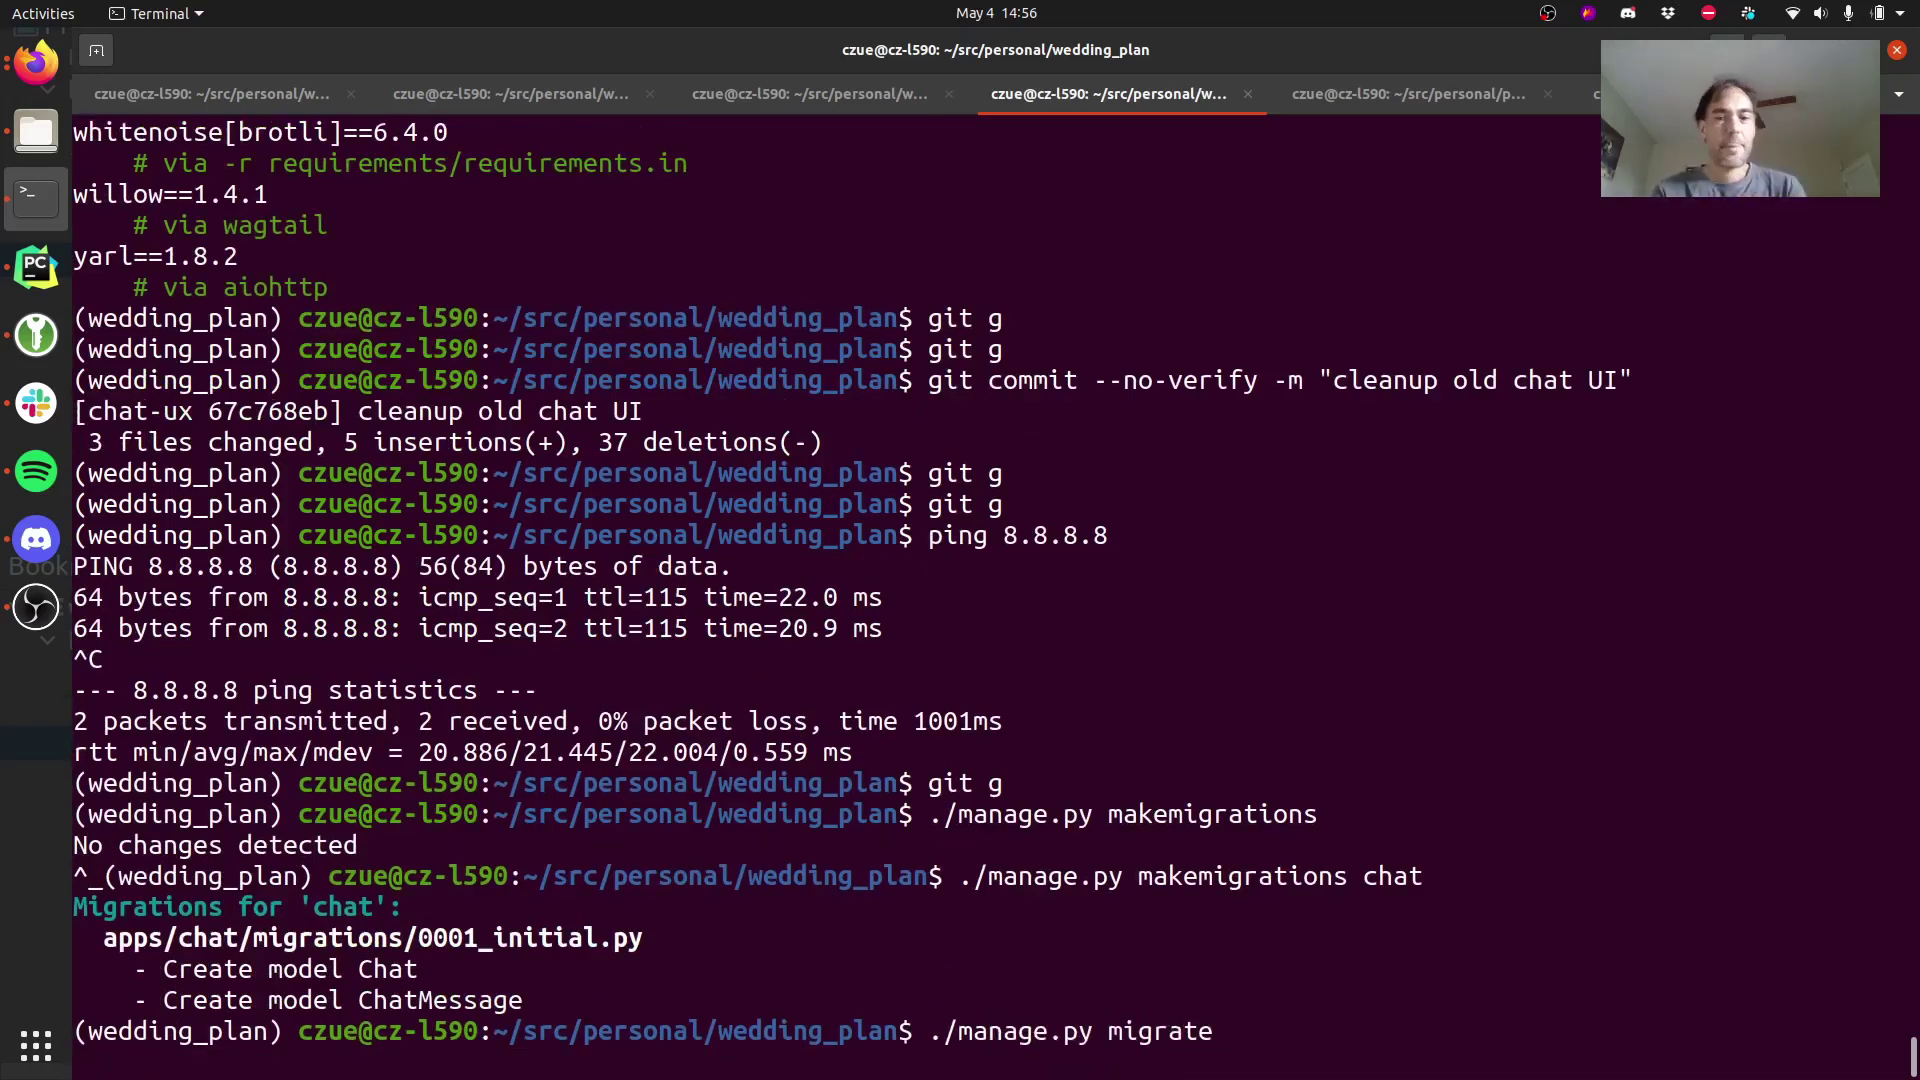 Activities
Terminal
May 4 14:56
czue@cz-l590: ~/src/personal/wedding_plan
czue@cz-l590: ~/src/personal/w...
czue@cz-l590: ~/src/personal/w...
czue@cz-l590: ~/src/personal/w...
czue@cz-l590: ~/src/personal/w...
czue@cz-l590: ~/src/personal/p...
cz
whitenoise[brotli]==6.4.0
# via -r requirements/requirements.in
willow==1.4.1
# via wagtail
yarl==1.8.2
# via aiohttp
(wedding_plan) czue@cz-l590:~/src/personal/wedding_plan$ git g
(wedding_plan) czue@cz-l590:~/src/personal/wedding_plan$ git g
(wedding_plan) czue@cz-l590:~/src/personal/wedding_plan$ git commit --no-verify -m "cleanup old chat UI"
[chat-ux 67c768eb] cleanup old chat UI
3 files changed, 5 insertions(+), 37 deletions(-)
(wedding_plan) czue@cz-l590:~/src/personal/wedding_plan$ git g
(wedding_plan) czue@cz-l590:~/src/personal/wedding_plan$ git g
(wedding_plan) czue@cz-l590:~/src/personal/wedding_plan$ ping 8.8.8.8
PING 8.8.8.8 (8.8.8.8) 56(84) bytes of data.
64 bytes from 8.8.8.8: icmp_seq=1 ttl=115 time=22.0 ms
64 bytes from 8.8.8.8: icmp_seq=2 ttl=115 time=20.9 ms
^C
--- 8.8.8.8 ping statistics ---
2 packets transmitted, 2 received, 0% packet loss, time 1001ms
rtt min/avg/max/mdev = 20.886/21.445/22.004/0.559 ms
(wedding_plan) czue@cz-l590:~/src/personal/wedding_plan$ git g
(wedding_plan) czue@cz-l590:~/src/personal/wedding_plan$ ./manage.py makemigrations
No changes detected
^_(wedding_plan) czue@cz-l590:~/src/personal/wedding_plan$ ./manage.py makemigrations chat
Migrations for 'chat':
apps/chat/migrations/0001_initial.py
- Create model Chat
- Create model ChatMessage
(wedding_plan) czue@cz-l590:~/src/personal/wedding_plan$ ./manage.py migrate
PC
Book